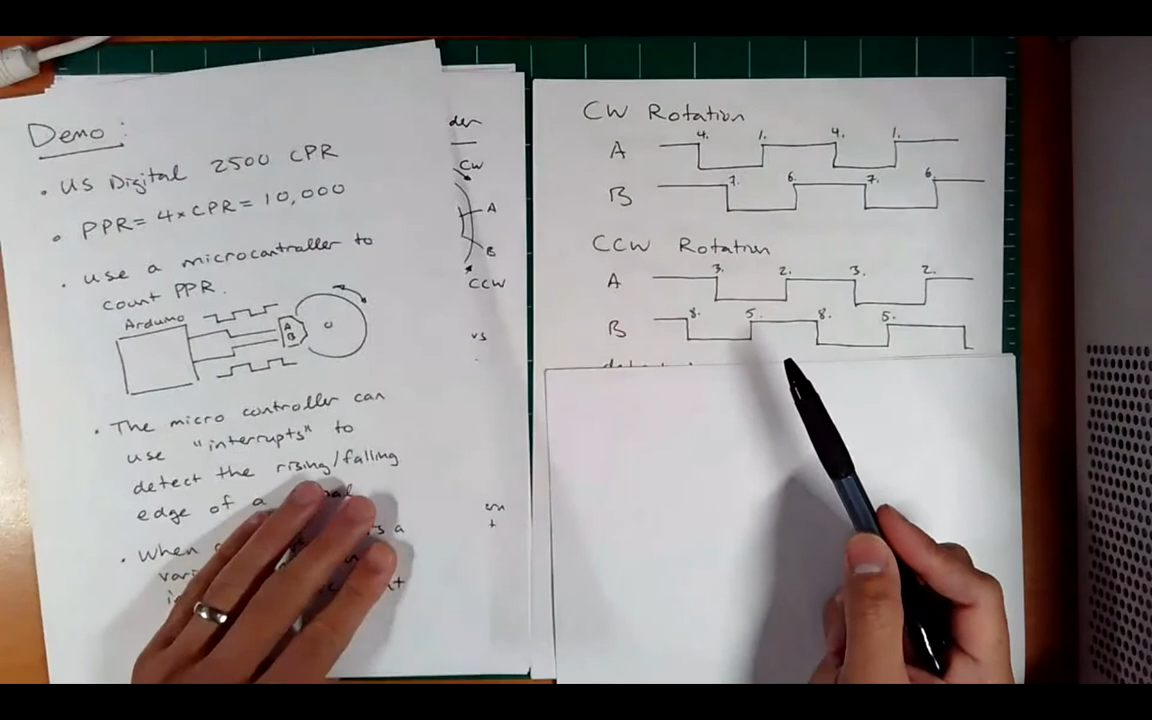 Demo:
• US Digital 2500 CPR
• PPR= 4×CPR= 10,000
• use a microcontroller to
count PPR.
Arduino
A
B
• The micro controller can
use "interrupts" to
detect the rising/falling
edge of a
• When
CW
A
B
CCW
vs
CW Rotation
4. 1. 4. 1.
A
7. 6. 7. 6.
B
CCW Rotation
3. 2. 3. 2.
A
8. 5. 8. 5.
B